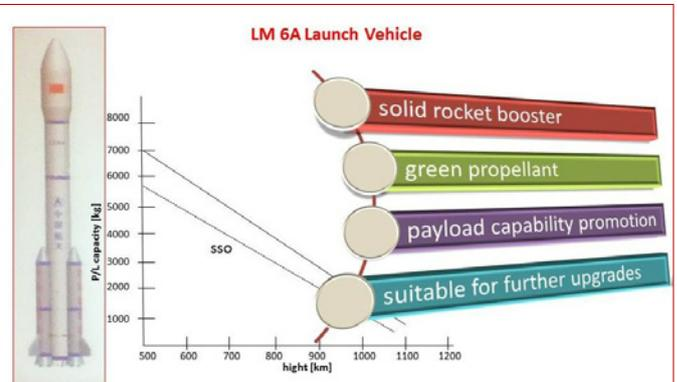 LM 6A Launch Vehicle
solid rocket booster
green propellant
payload capability promotion
suitable for further upgrades
P/L capacity [kg]
8000
7000
6000
5000
4000
3000
2000
1000
SSO
500 600 700 800 900 1000 1100 1200
hight [km]